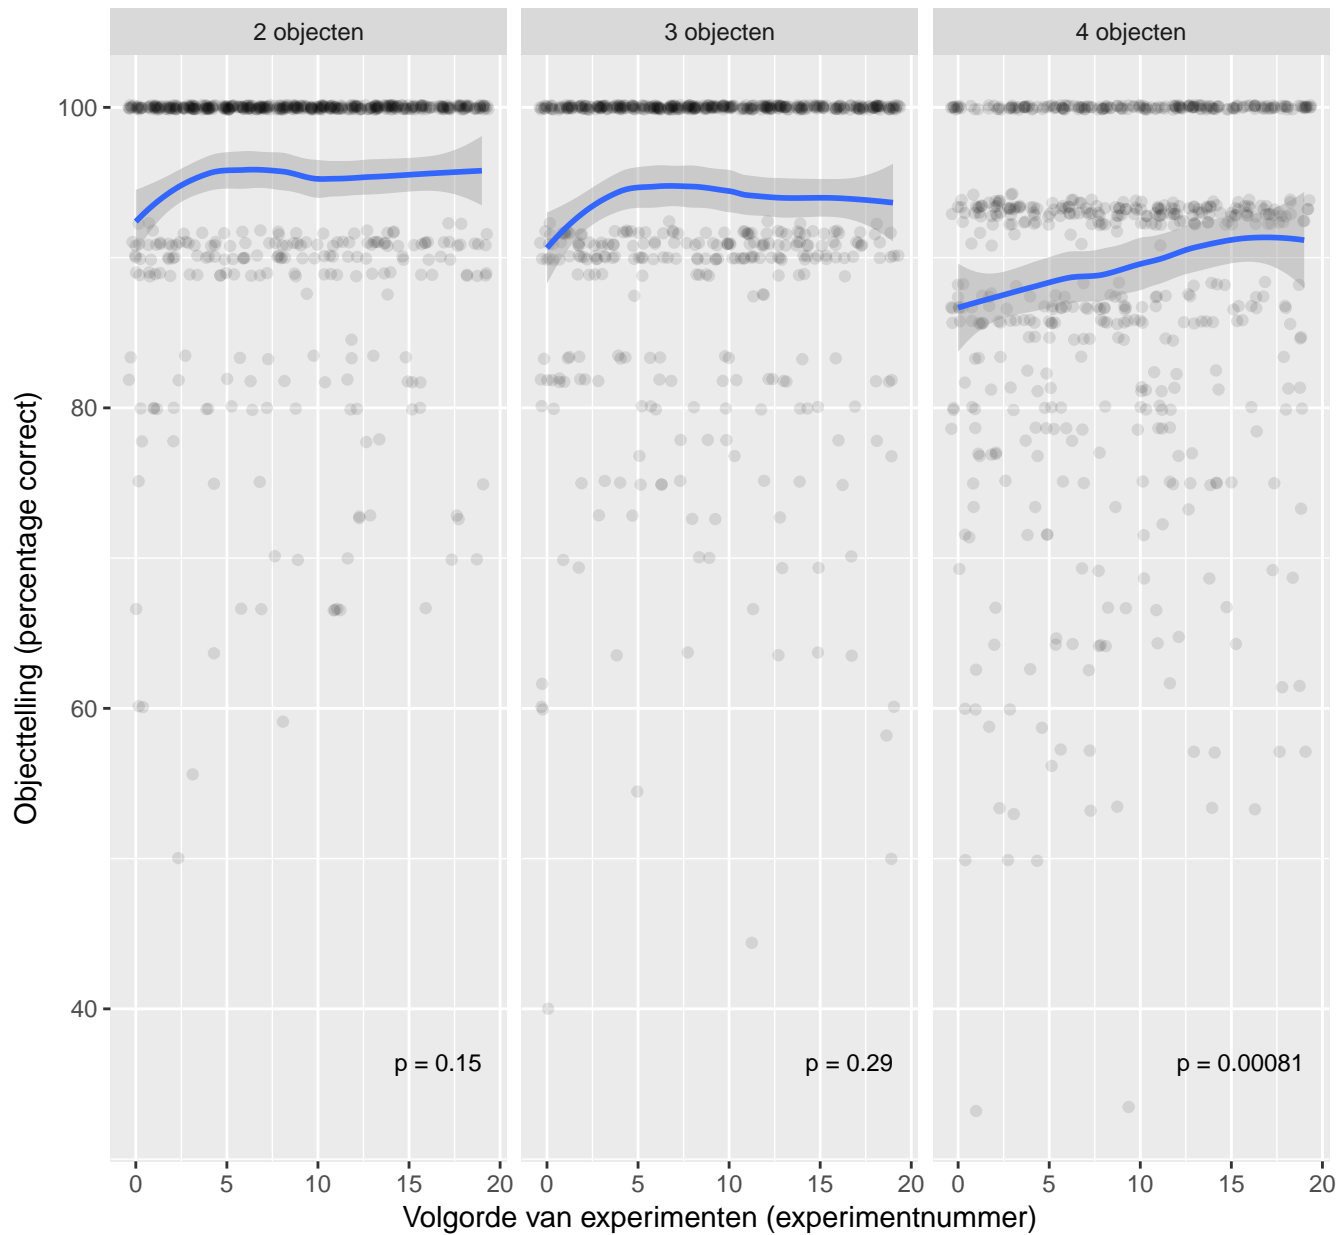 2 objecten 3 objecten 4 objecten
100
80
60
40
Objecttelling (percentage correct)
p = 0.15 p = 0.29 p = 0.00081
0 5 10 15 20 0 5 10 15 20 0 5 10 15 20
Volgorde van experimenten (experimentnummer)